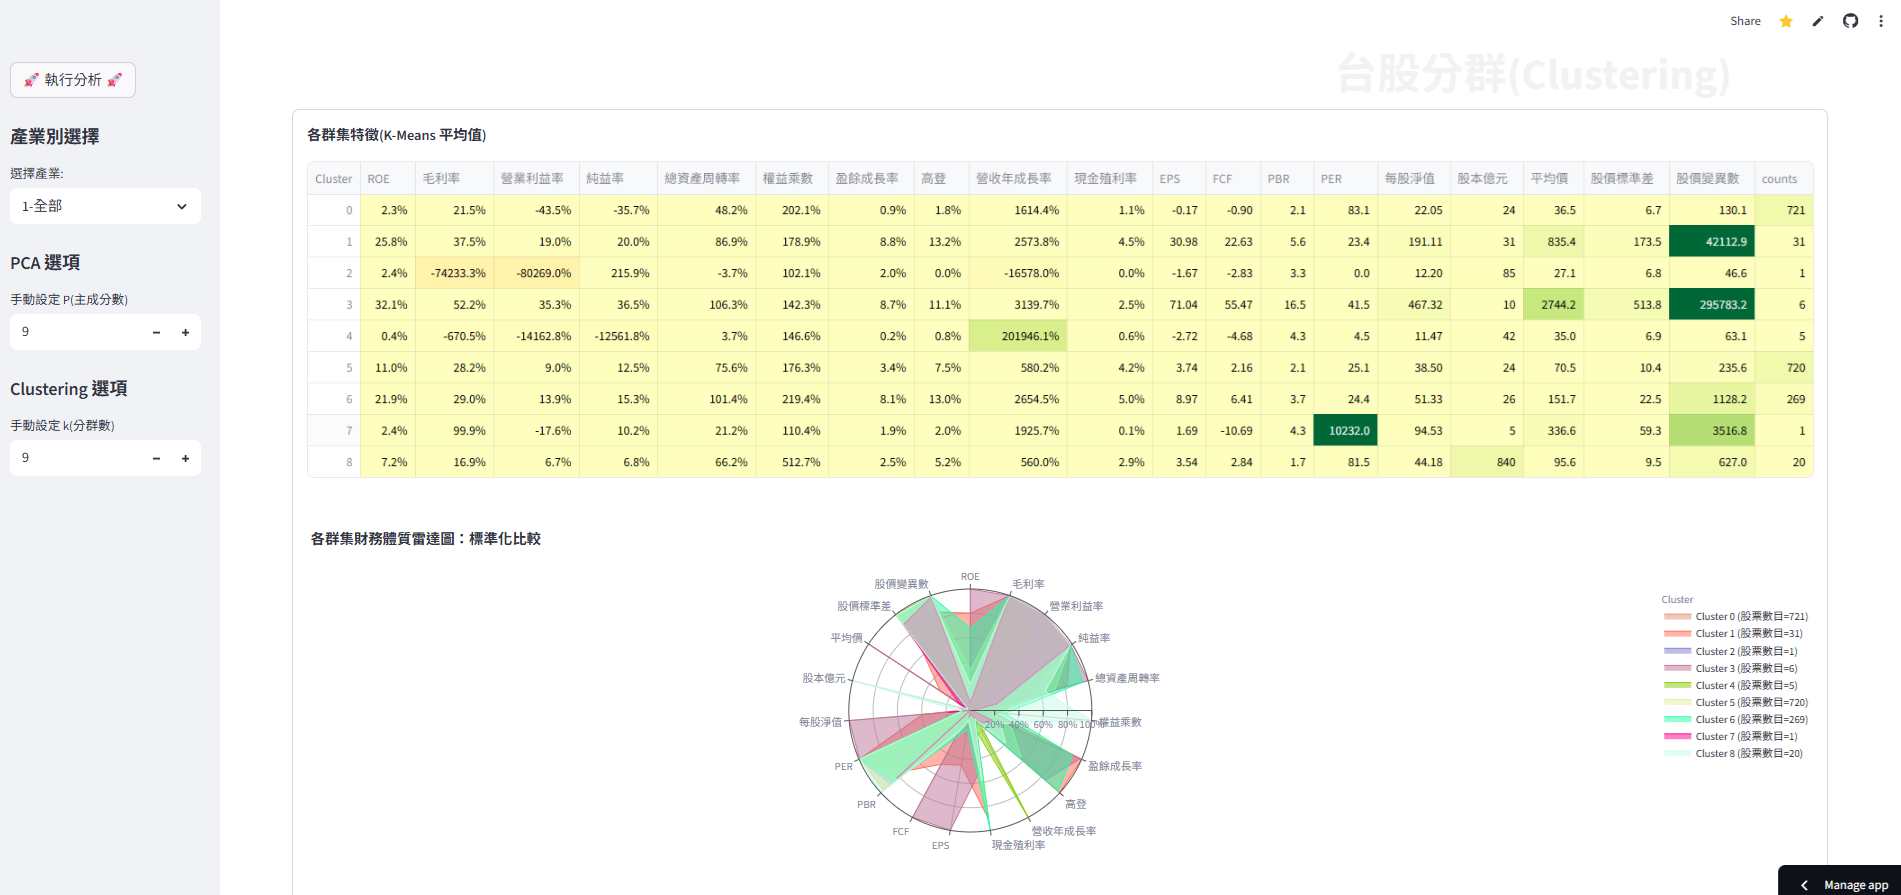 Share
🚀 執行分析 🚀
產業別選擇
選擇產業:
1-全部
PCA 選項
手動設定 P(主成分數)
9
Clustering 選項
手動設定 k(分群數)
9
台股分群(Clustering)
各群集特徵(K-Means 平均值)
Cluster ROE 毛利率 營業利益率 純益率 總資產周轉率 權益乘數 盈餘成長率 高登 營收年成長率 現金殖利率 EPS FCF PBR PER 每股淨值 股本億元 平均價 股價標準差 股價變異數 counts
0 2.3% 21.5% -43.5% -35.7% 48.2% 202.1% 0.9% 1.8% 1614.4% 1.1% -0.17 -0.90 2.1 83.1 22.05 24 36.5 6.7 130.1 721
1 25.8% 37.5% 19.0% 20.0% 86.9% 178.9% 8.8% 13.2% 2573.8% 4.5% 30.98 22.63 5.6 23.4 191.11 31 835.4 173.5 42112.9 31
2 2.4% -74233.3% -80269.0% 215.9% -3.7% 102.1% 2.0% 0.0% -16578.0% 0.0% -1.67 -2.83 3.3 0.0 12.20 85 27.1 6.8 46.6 1
3 32.1% 52.2% 35.3% 36.5% 106.3% 142.3% 8.7% 11.1% 3139.7% 2.5% 71.04 55.47 16.5 41.5 467.32 10 2744.2 513.8 295783.2 6
4 0.4% -670.5% -14162.8% -12561.8% 3.7% 146.6% 0.2% 0.8% 201946.1% 0.6% -2.72 -4.68 4.3 4.5 11.47 42 35.0 6.9 63.1 5
5 11.0% 28.2% 9.0% 12.5% 75.6% 176.3% 3.4% 7.5% 580.2% 4.2% 3.74 2.16 2.1 25.1 38.50 24 70.5 10.4 235.6 720
6 21.9% 29.0% 13.9% 15.3% 101.4% 219.4% 8.1% 13.0% 2654.5% 5.0% 8.97 6.41 3.7 24.4 51.33 26 151.7 22.5 1128.2 269
7 2.4% 99.9% -17.6% 10.2% 21.2% 110.4% 1.9% 2.0% 1925.7% 0.1% 1.69 -10.69 4.3 10232.0 94.53 5 336.6 59.3 3516.8 1
8 7.2% 16.9% 6.7% 6.8% 66.2% 512.7% 2.5% 5.2% 560.0% 2.9% 3.54 2.84 1.7 81.5 44.18 840 95.6 9.5 627.0 20
各群集財務體質雷達圖：標準化比較
ROE
毛利率
營業利益率
純益率
總資產周轉率
權益乘數
盈餘成長率
高登
營收年成長率
現金殖利率
EPS
FCF
PBR
PER
每股淨值
股本億元
平均價
股價標準差
股價變異數
20% 40% 60% 80% 100%
Cluster
Cluster 0 (股票數目=721)
Cluster 1 (股票數目=31)
Cluster 2 (股票數目=1)
Cluster 3 (股票數目=6)
Cluster 4 (股票數目=5)
Cluster 5 (股票數目=720)
Cluster 6 (股票數目=269)
Cluster 7 (股票數目=1)
Cluster 8 (股票數目=20)
Manage app